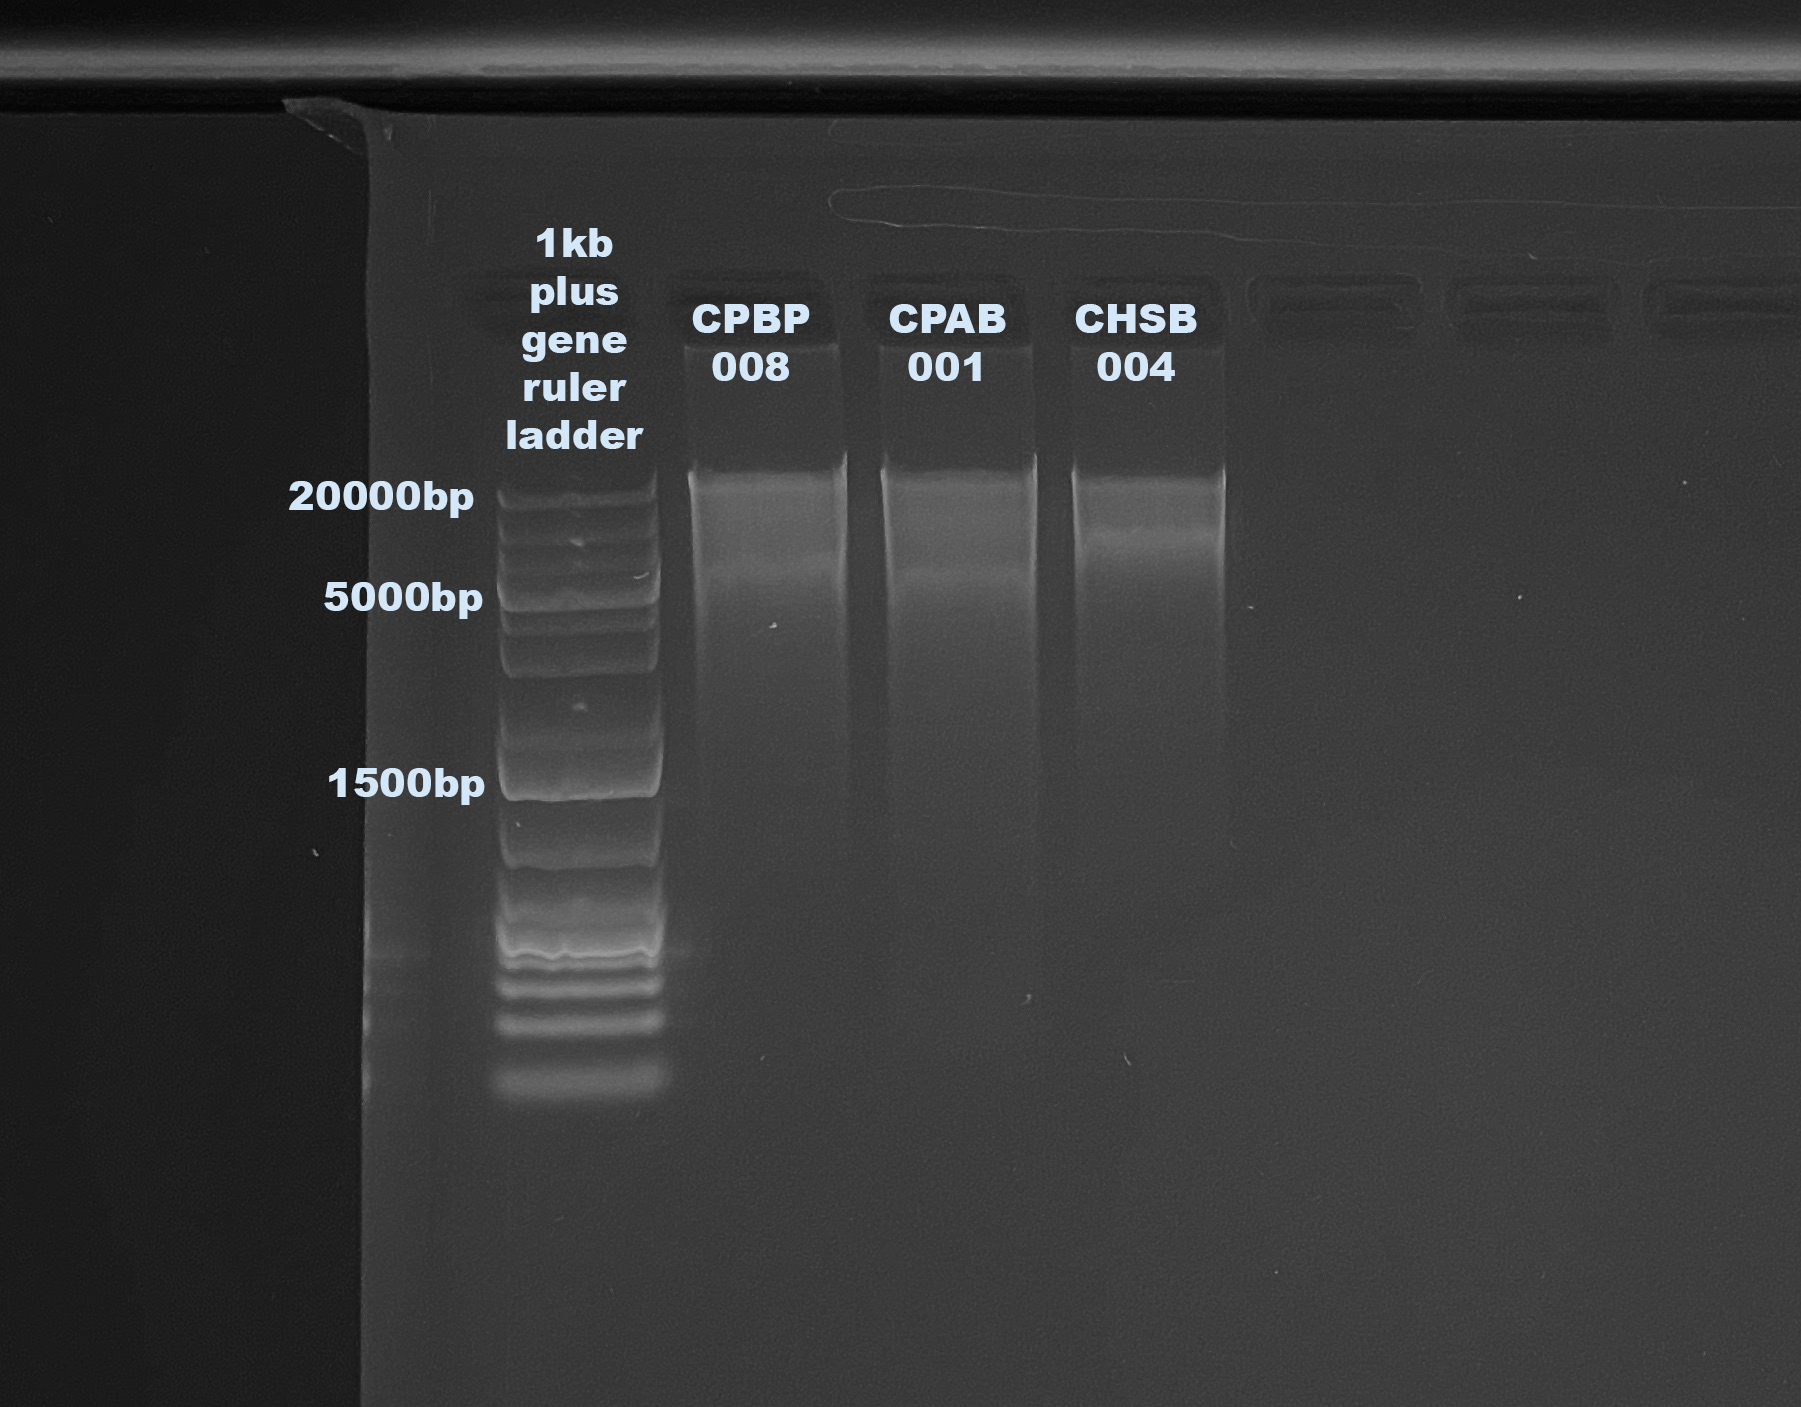 1kb
plus
gene
ruler
ladder
CPBP
008
CPAB
001
CHSB
004
20000bp
5000bp
1500bp